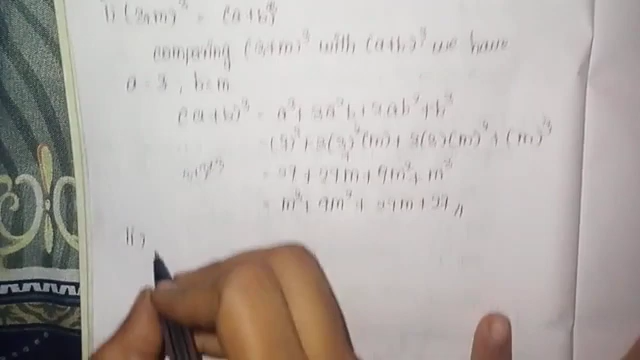 i) (3+m)³ = (a+b)³
comparing (3+m)³ with (a+b)³ we have
a = 3, b = m
(a+b)³ = a³ + 3a²b + 3ab² + b³
= (3)³ + 3(3)²(m) + 3(3)(m)² + (m)³
= 27 + 27m + 9m² + m³
= m³ + 9m² + 27m + 27 //
ii)